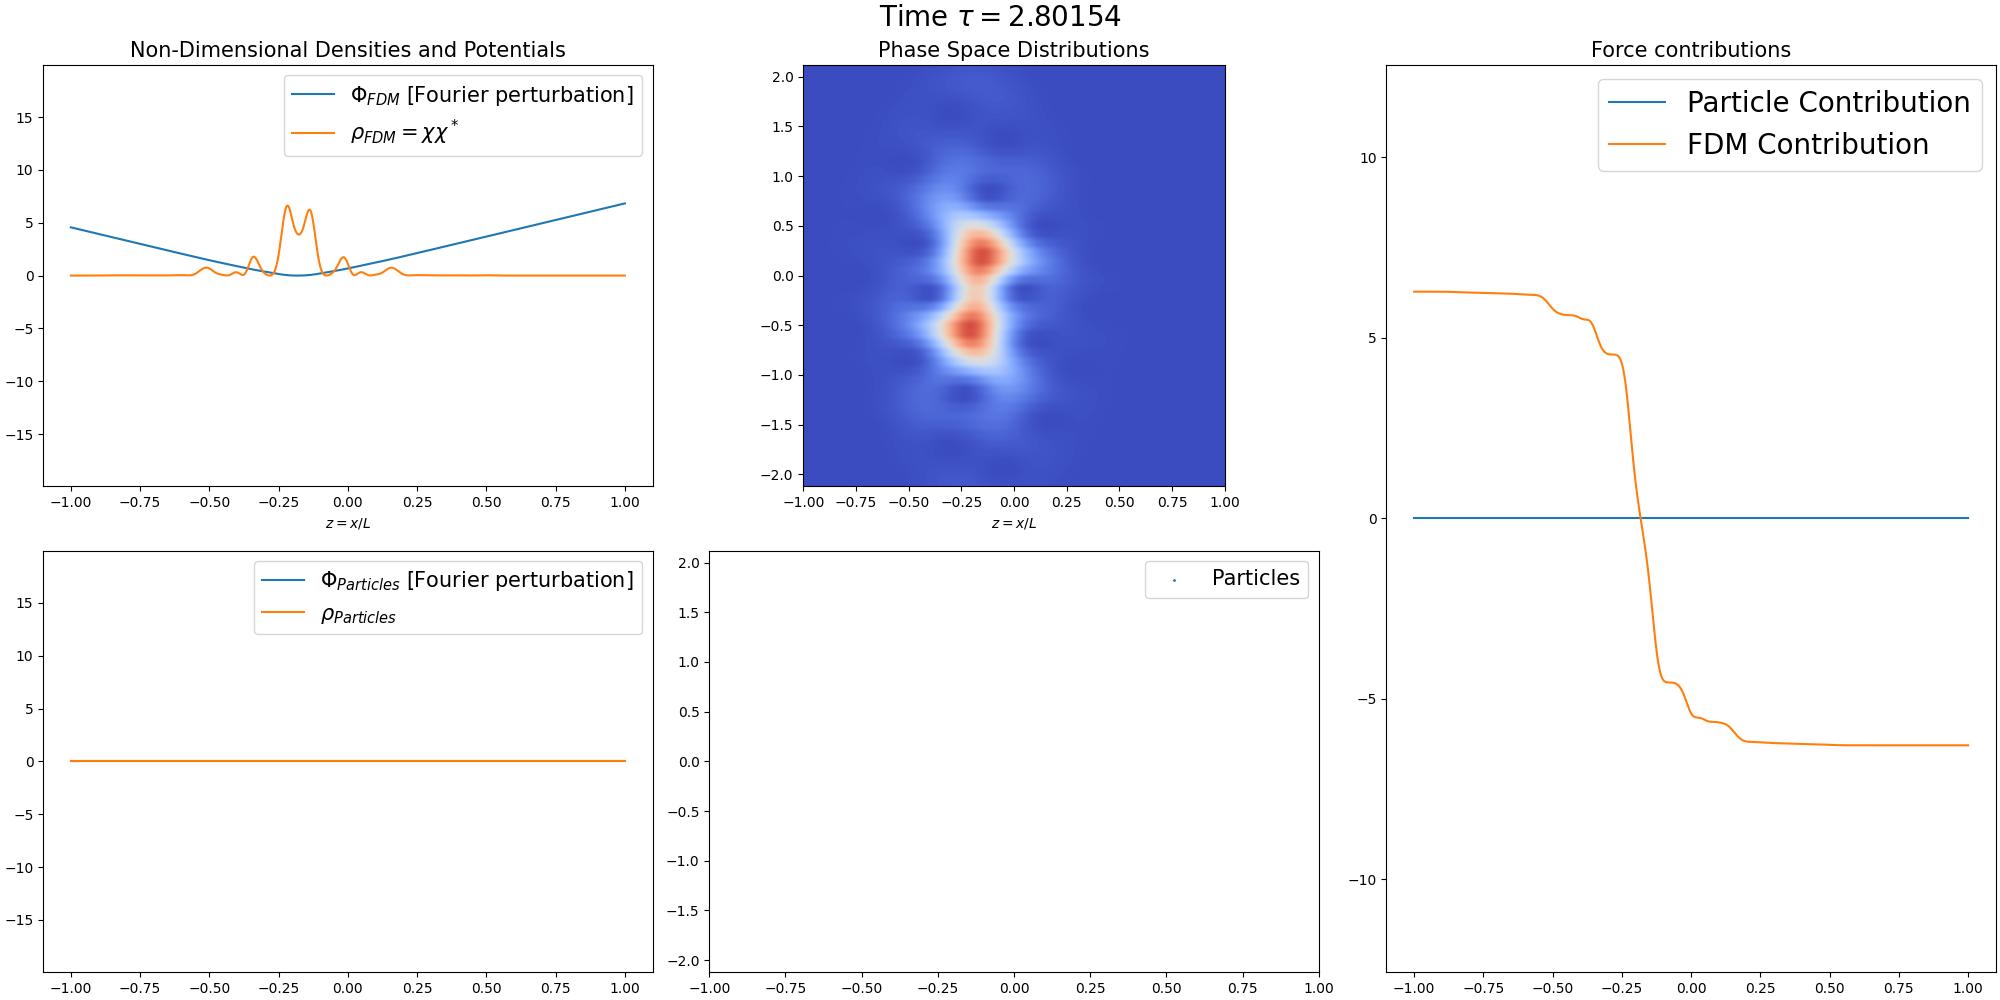 Time τ = 2.80154
Non-Dimensional Densities and Potentials
Φ_FDM [Fourier perturbation]
ρ_FDM = χχ*
15
10
5
0
−5
−10
−15
−1.00 −0.75 −0.50 −0.25 0.00 0.25 0.50 0.75 1.00
z = x/L
Phase Space Distributions
2.0
1.5
1.0
0.5
0.0
−0.5
−1.0
−1.5
−2.0
−1.00 −0.75 −0.50 −0.25 0.00 0.25 0.50 0.75 1.00
z = x/L
Force contributions
Particle Contribution
FDM Contribution
10
5
0
−5
−10
−1.00 −0.75 −0.50 −0.25 0.00 0.25 0.50 0.75 1.00
Φ_Particles [Fourier perturbation]
ρ_Particles
15
10
5
0
−5
−10
−15
−1.00 −0.75 −0.50 −0.25 0.00 0.25 0.50 0.75 1.00
Particles
2.0
1.5
1.0
0.5
0.0
−0.5
−1.0
−1.5
−2.0
−1.00 −0.75 −0.50 −0.25 0.00 0.25 0.50 0.75 1.00